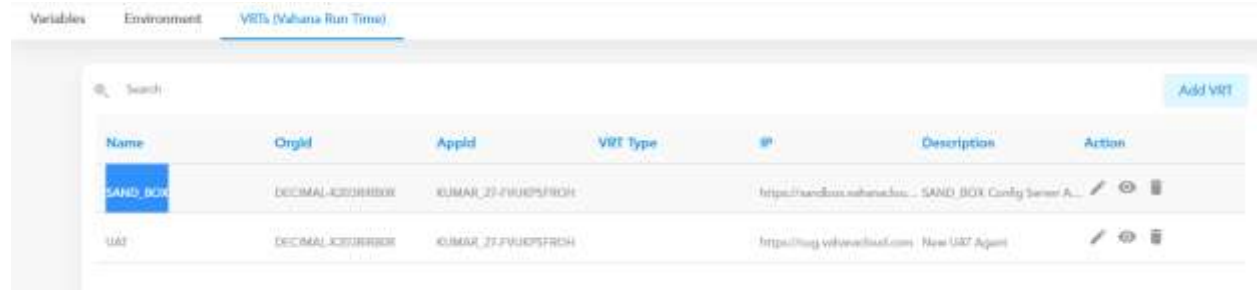 Variables Environment VRTs (Vahana Run Time)
Search Add VRT
Name OrgId AppId VRT Type IP Description Action
SAND_BOX SAND_BOX Config Server A...
UAT New UAT Agent